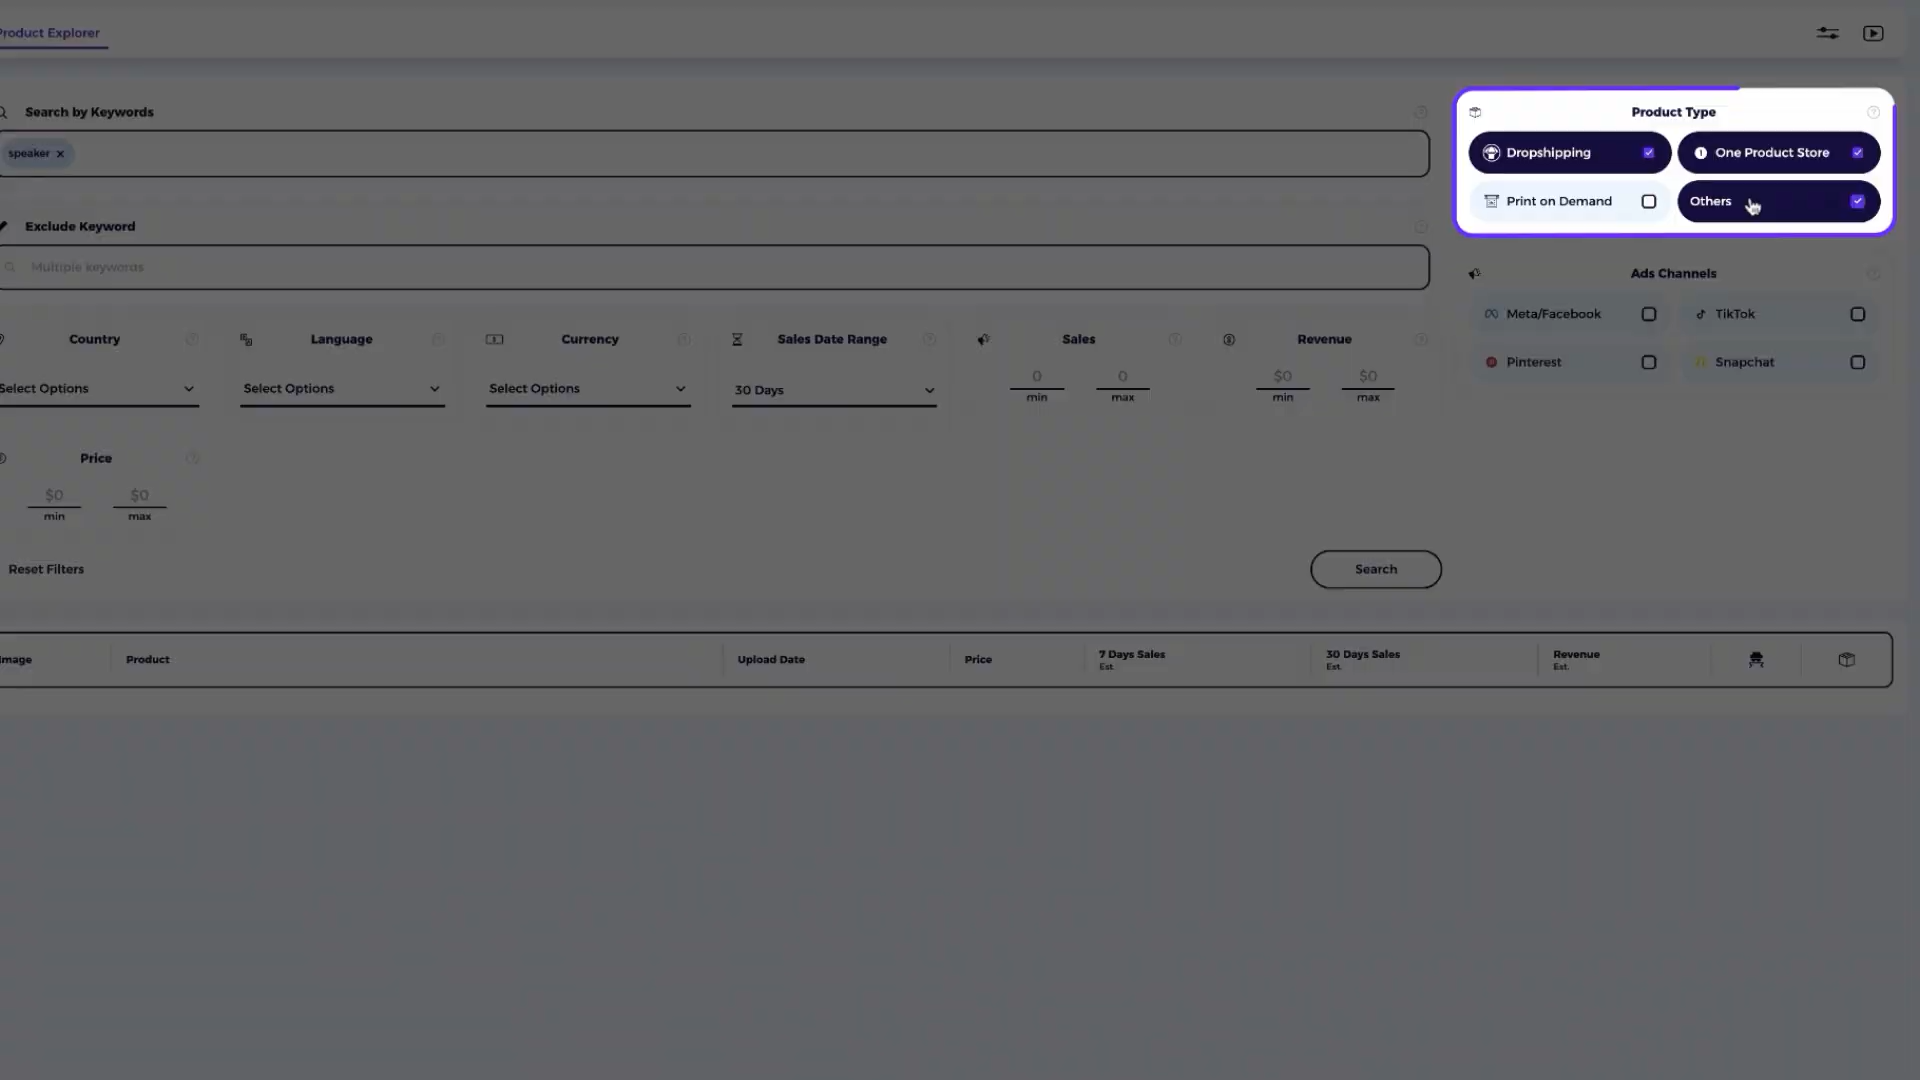 Product Explorer
Search by Keywords
speaker x
Exclude Keyword
Multiple keywords
Product Type
Dropshipping
One Product Store
Print on Demand
Others
Ads Channels
Meta/Facebook
TikTok
Pinterest
Snapchat
Country
Select Options
Language
Select Options
Currency
Select Options
Sales Date Range
30 Days
Sales
0
min
0
max
Revenue
$0
min
$0
max
Price
$0
min
$0
max
Reset Filters
Search
Image
Product
Upload Date
Price
7 Days Sales
Est.
30 Days Sales
Est.
Revenue
Est.